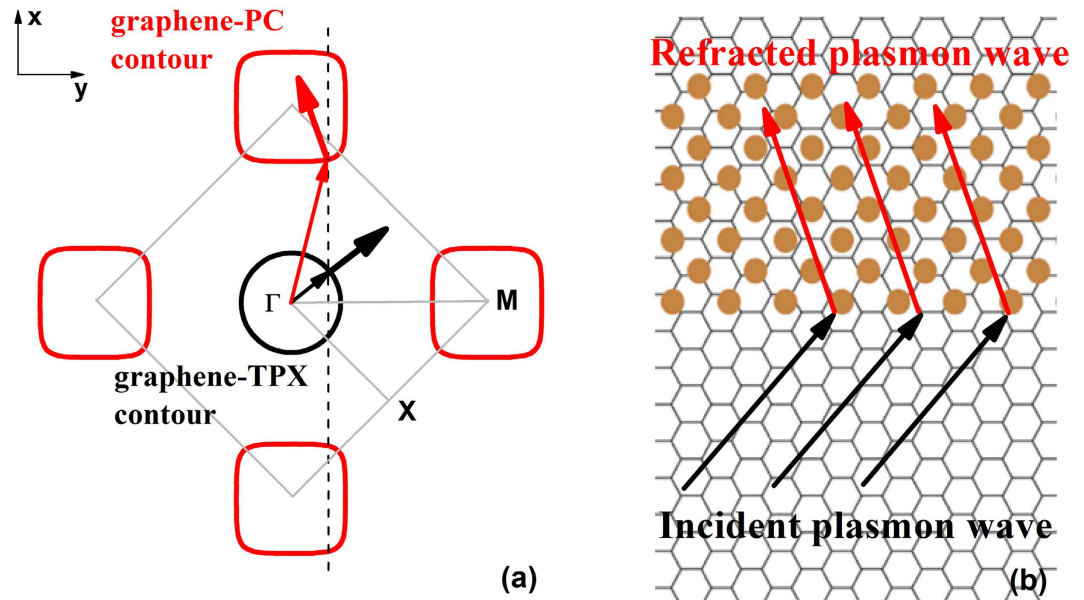 x
y
graphene-PC
contour
Γ
M
X
graphene-TPX
contour
(a)
Refracted plasmon wave
Incident plasmon wave
(b)